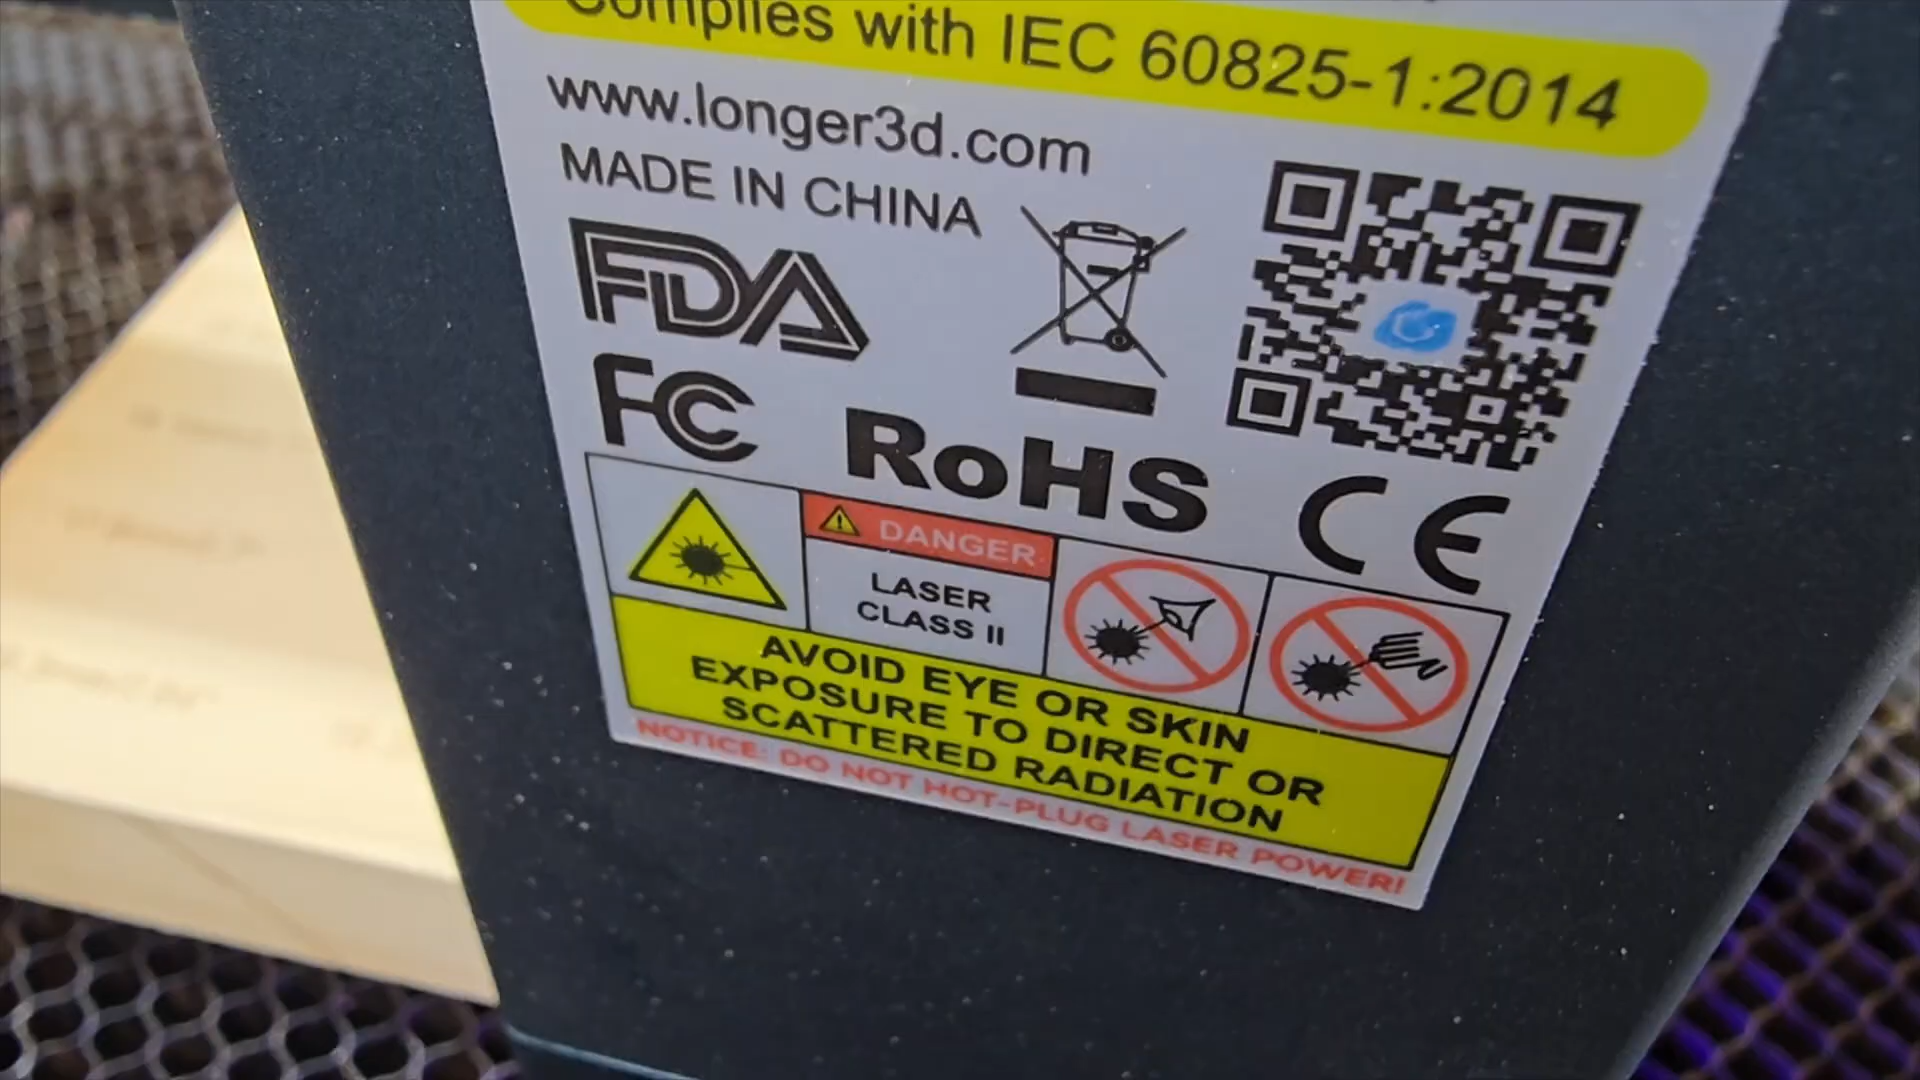 Complies with IEC 60825-1:2014
www.longer3d.com
MADE IN CHINA
FDA
FC
RoHS
CE
DANGER
LASER
CLASS II
AVOID EYE OR SKIN
EXPOSURE TO DIRECT OR
SCATTERED RADIATION
NOTICE: DO NOT HOT-PLUG LASER POWER!